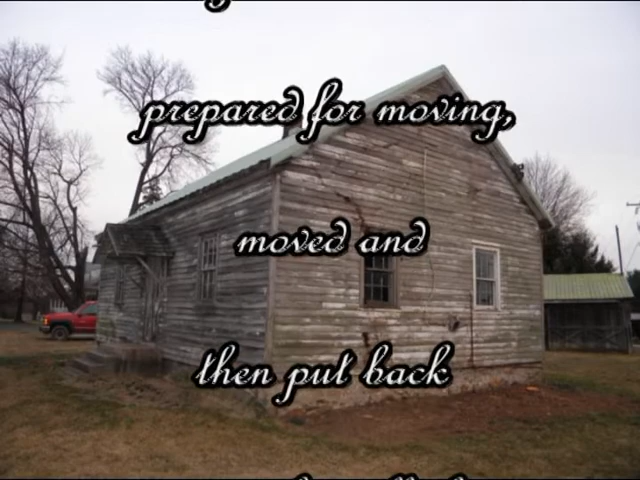 prepared for moving,
moved and
then put back